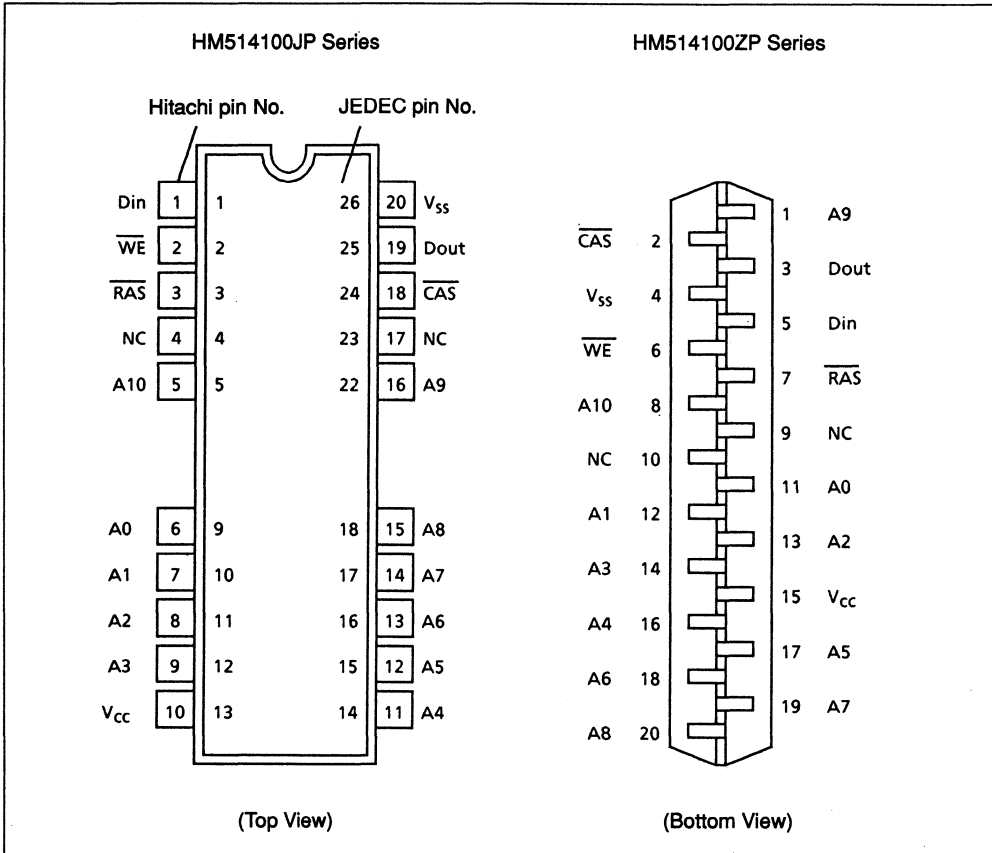 HM514100JP Series
HM514100ZP Series
Hitachi pin No.
JEDEC pin No.
Din 1 1 26 20 VSS
WE 2 2 25 19 Dout
RAS 3 3 24 18 CAS
NC 4 4 23 17 NC
A10 5 5 22 16 A9
A0 6 9 18 15 A8
A1 7 10 17 14 A7
A2 8 11 16 13 A6
A3 9 12 15 12 A5
VCC 10 13 14 11 A4
(Top View)
1 A9
CAS 2
3 Dout
VSS 4
5 Din
WE 6
7 RAS
A10 8
9 NC
NC 10
11 A0
A1 12
13 A2
A3 14
15 VCC
A4 16
17 A5
A6 18
19 A7
A8 20
(Bottom View)